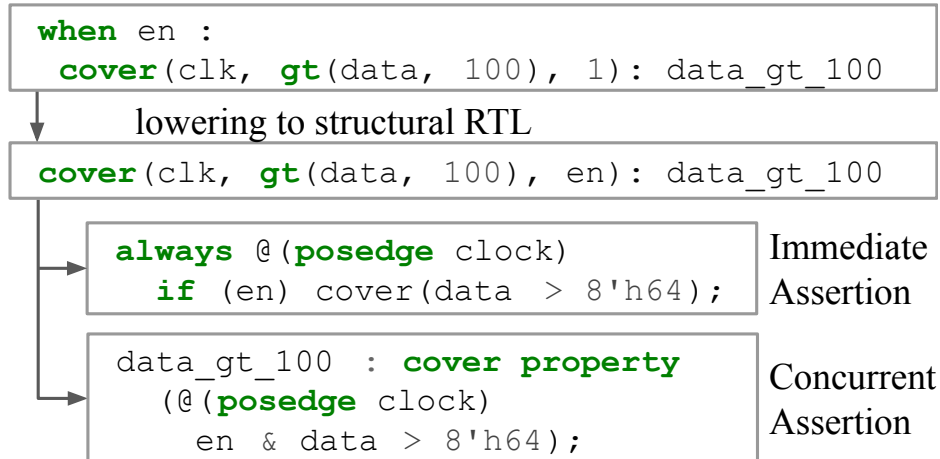 when en :
cover(clk, gt(data, 100), 1): data_gt_100
lowering to structural RTL
cover(clk, gt(data, 100), en): data_gt_100
always @(posedge clock)
if (en) cover(data > 8'h64);
Immediate
Assertion
data_gt_100 : cover property
(@(posedge clock)
en & data > 8'h64);
Concurrent
Assertion